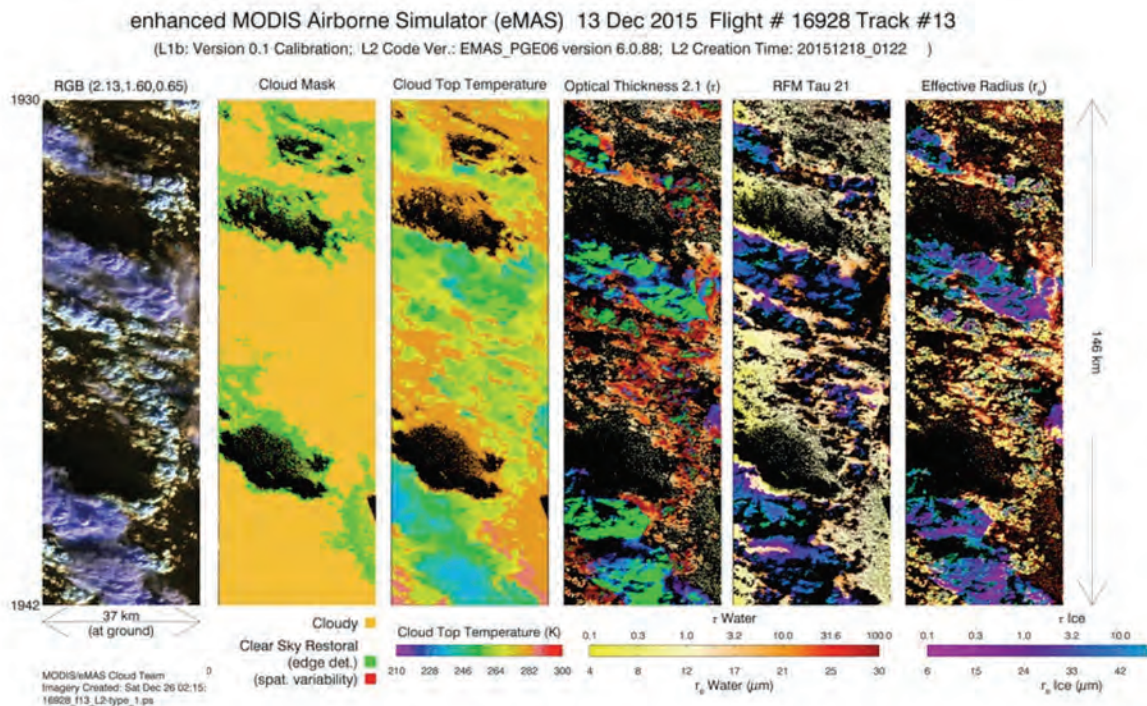 enhanced MODIS Airborne Simulator (eMAS) 13 Dec 2015 Flight # 16928 Track #13
(L1b: Version 0.1 Calibration; L2 Code Ver.: EMAS_PGE06 version 6.0.88; L2 Creation Time: 20151218_0122 )
RGB (2.13,1.60,0.65) Cloud Mask Cloud Top Temperature Optical Thickness 2.1 (τ) RFM Tau 21 Effective Radius (rₑ)
1930
146 km
1942
37 km
(at ground)
Cloudy
Clear Sky Restoral
(edge det.)
(spat. variability)
Cloud Top Temperature (K)
210 228 246 264 282 300
τ Water
0.1 0.3 1.0 3.2 10.0 31.6 100.0
4 8 12 17 21 25 30
rₑ Water (μm)
τ Ice
0.1 0.3 1.0 3.2 10.0
6 15 24 33 42
rₑ Ice (μm)
0
MODIS/eMAS Cloud Team
Imagery Created: Sat Dec 26 02:15:
16928_f13_L2-type_1.ps